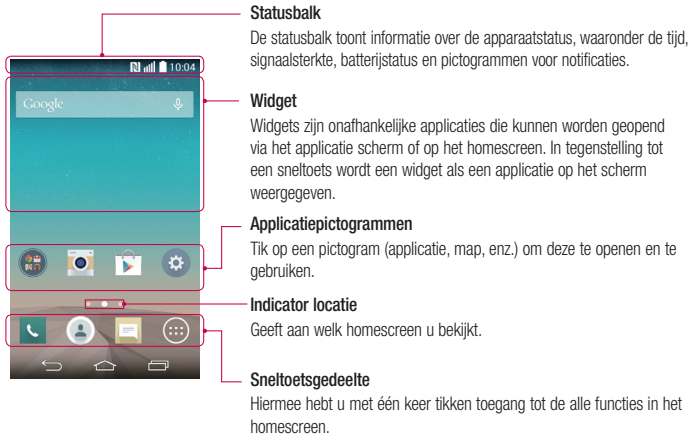 Statusbalk
De statusbalk toont informatie over de apparaatstatus, waaronder de tijd,
signaalsterkte, batterijstatus en pictogrammen voor notificaties.
10:04
Google
Widget
Widgets zijn onafhankelijke applicaties die kunnen worden geopend
via het applicatie scherm of op het homescreen. In tegenstelling tot
een sneltoets wordt een widget als een applicatie op het scherm
weergegeven.
Applicatiepictogrammen
Tik op een pictogram (applicatie, map, enz.) om deze te openen en te
gebruiken.
Indicator locatie
Geeft aan welk homescreen u bekijkt.
Sneltoetsgedeelte
Hiermee hebt u met één keer tikken toegang tot de alle functies in het
homescreen.